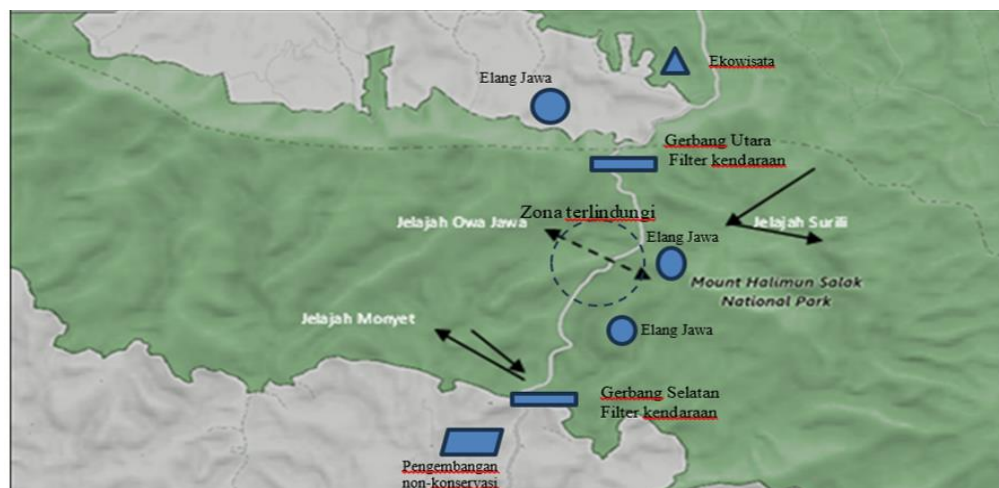 Ekowisata
Elang Jawa
Gerbang Utara
Filter kendaraan
Zona terlindungi
Jelajah Owa Jawa
Jelajah Surili
Elang Jawa
Mount Halimun Salak
National Park
Jelajah Monyet
Elang Jawa
Gerbang Selatan
Filter kendaraan
Pengembangan
non-konservasi